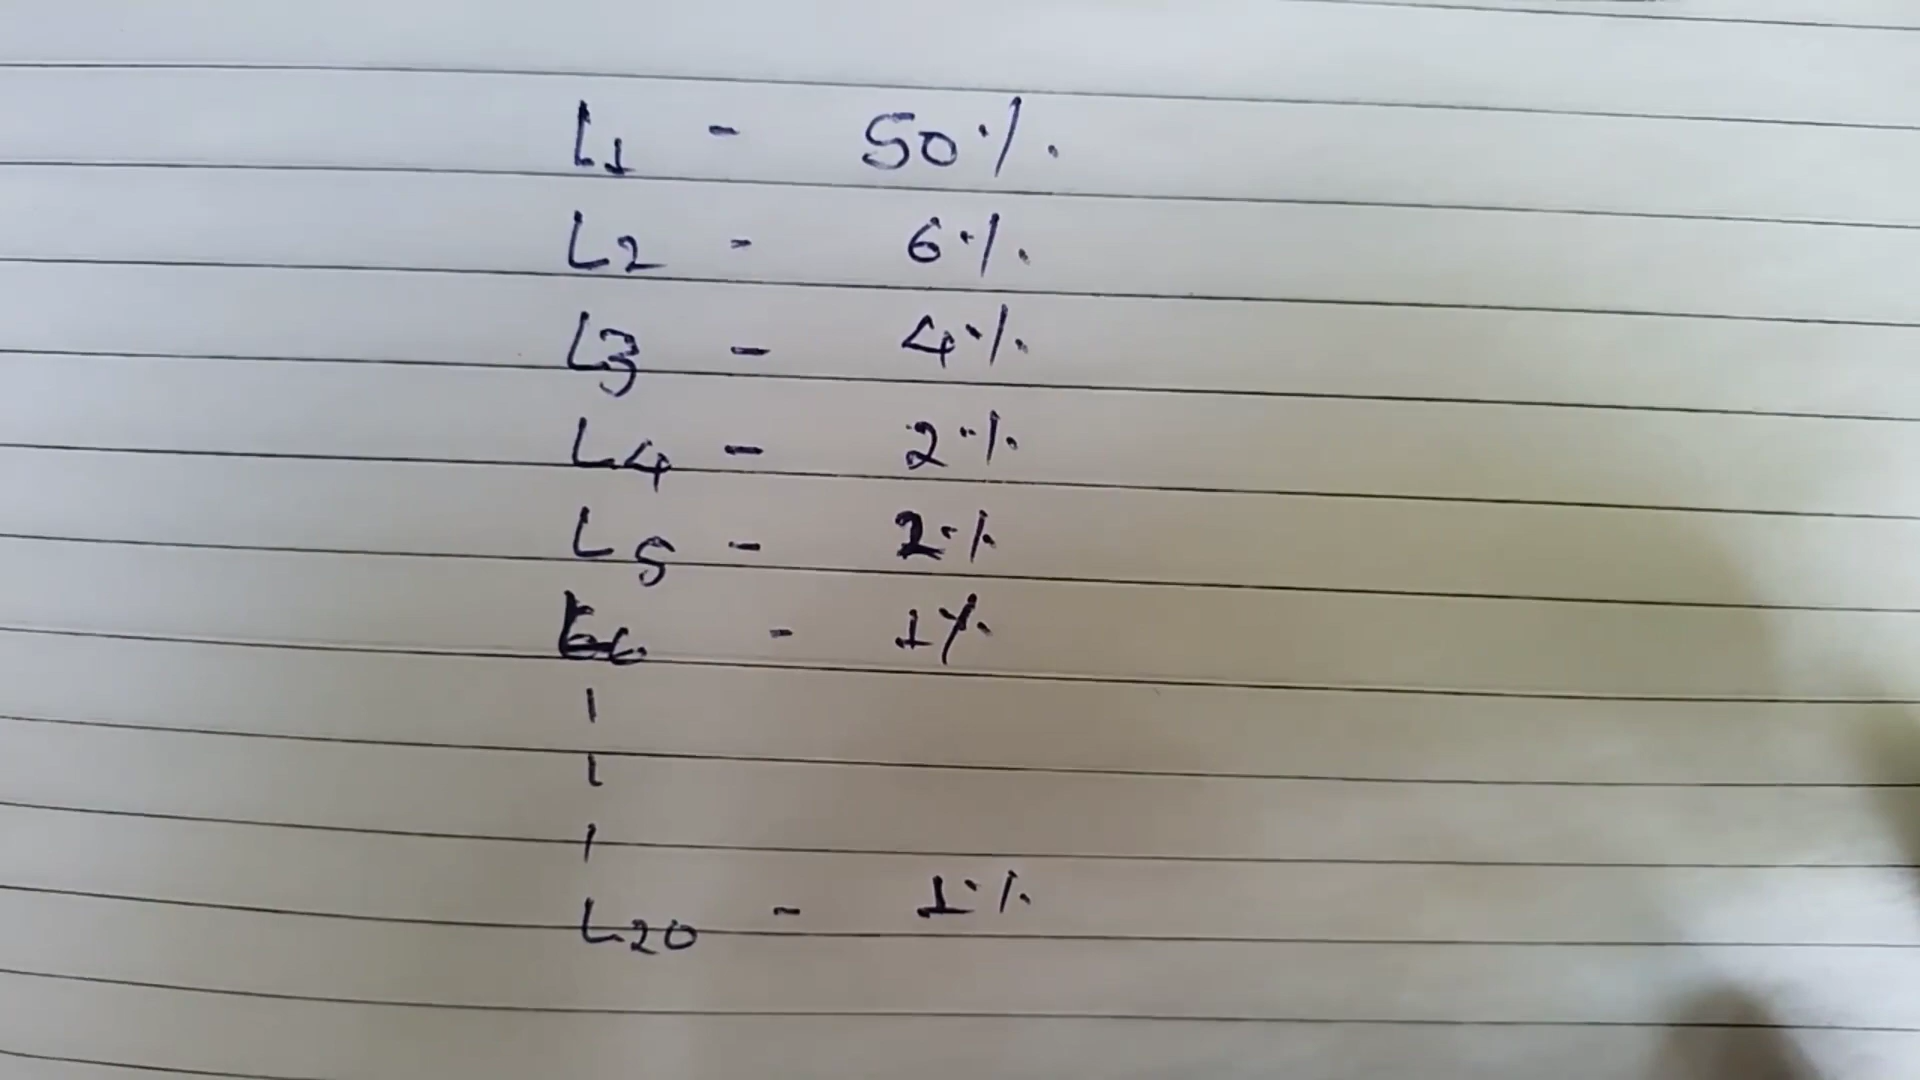 L1 - 50%.
L2 - 6%.
L3 - 4%.
L4 - 2%.
L5 - 2%.
L6 - 1%.
|
|
|
L20 - 1%.